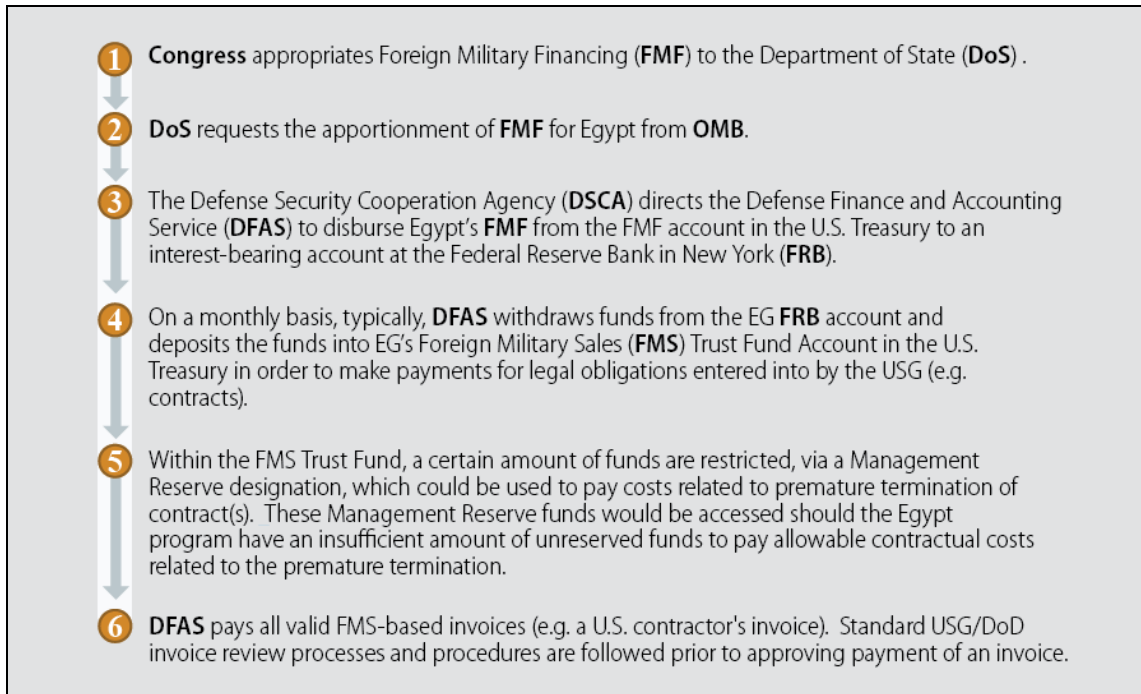 1 Congress appropriates Foreign Military Financing (FMF) to the Department of State (DoS) .
2 DoS requests the apportionment of FMF for Egypt from OMB.
3 The Defense Security Cooperation Agency (DSCA) directs the Defense Finance and Accounting
Service (DFAS) to disburse Egypt's FMF from the FMF account in the U.S. Treasury to an
interest-bearing account at the Federal Reserve Bank in New York (FRB).
4 On a monthly basis, typically, DFAS withdraws funds from the EG FRB account and
deposits the funds into EG's Foreign Military Sales (FMS) Trust Fund Account in the U.S.
Treasury in order to make payments for legal obligations entered into by the USG (e.g.
contracts).
5 Within the FMS Trust Fund, a certain amount of funds are restricted, via a Management
Reserve designation, which could be used to pay costs related to premature termination of
contract(s). These Management Reserve funds would be accessed should the Egypt
program have an insufficient amount of unreserved funds to pay allowable contractual costs
related to the premature termination.
6 DFAS pays all valid FMS-based invoices (e.g. a U.S. contractor's invoice). Standard USG/DoD
invoice review processes and procedures are followed prior to approving payment of an invoice.